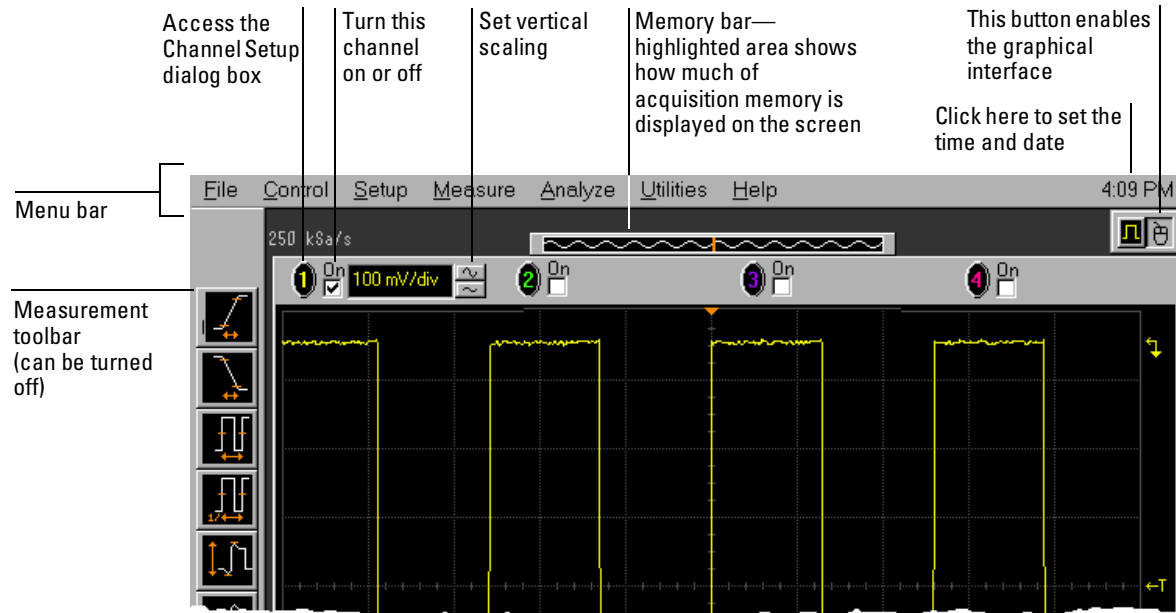 Access the
Channel Setup
dialog box
Turn this
channel
on or off
Set vertical
scaling
Memory bar—
highlighted area shows
how much of
acquisition memory is
displayed on the screen
This button enables
the graphical
interface
Click here to set the
time and date
Menu bar
File Control Setup Measure Analyze Utilities Help 4:09 PM
250 kSa/s
1 On 100 mV/div 2 On 3 On 4 On
Measurement
toolbar
(can be turned
off)
1/
T